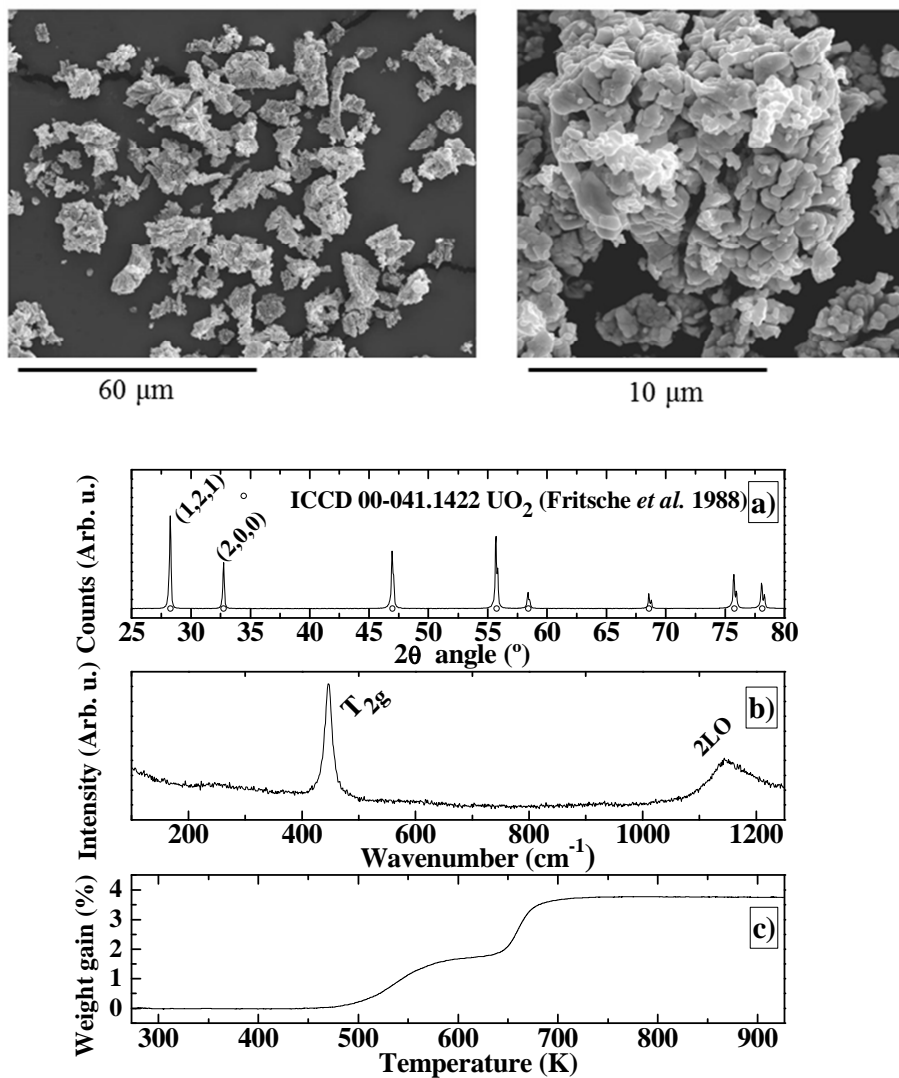 60 µm
10 µm
Counts (Arb. u.)
(1,2,1)
(2,0,0)
ICCD 00-041.1422 UO2 (Fritsche et al. 1988)
a)
25 30 35 40 45 50 55 60 65 70 75 80
2θ angle (º)
Intensity (Arb. u.)
T2g
2LO
b)
200 400 600 800 1000 1200
Wavenumber (cm-1)
Weight gain (%)
4
3
2
1
0
c)
300 400 500 600 700 800 900
Temperature (K)